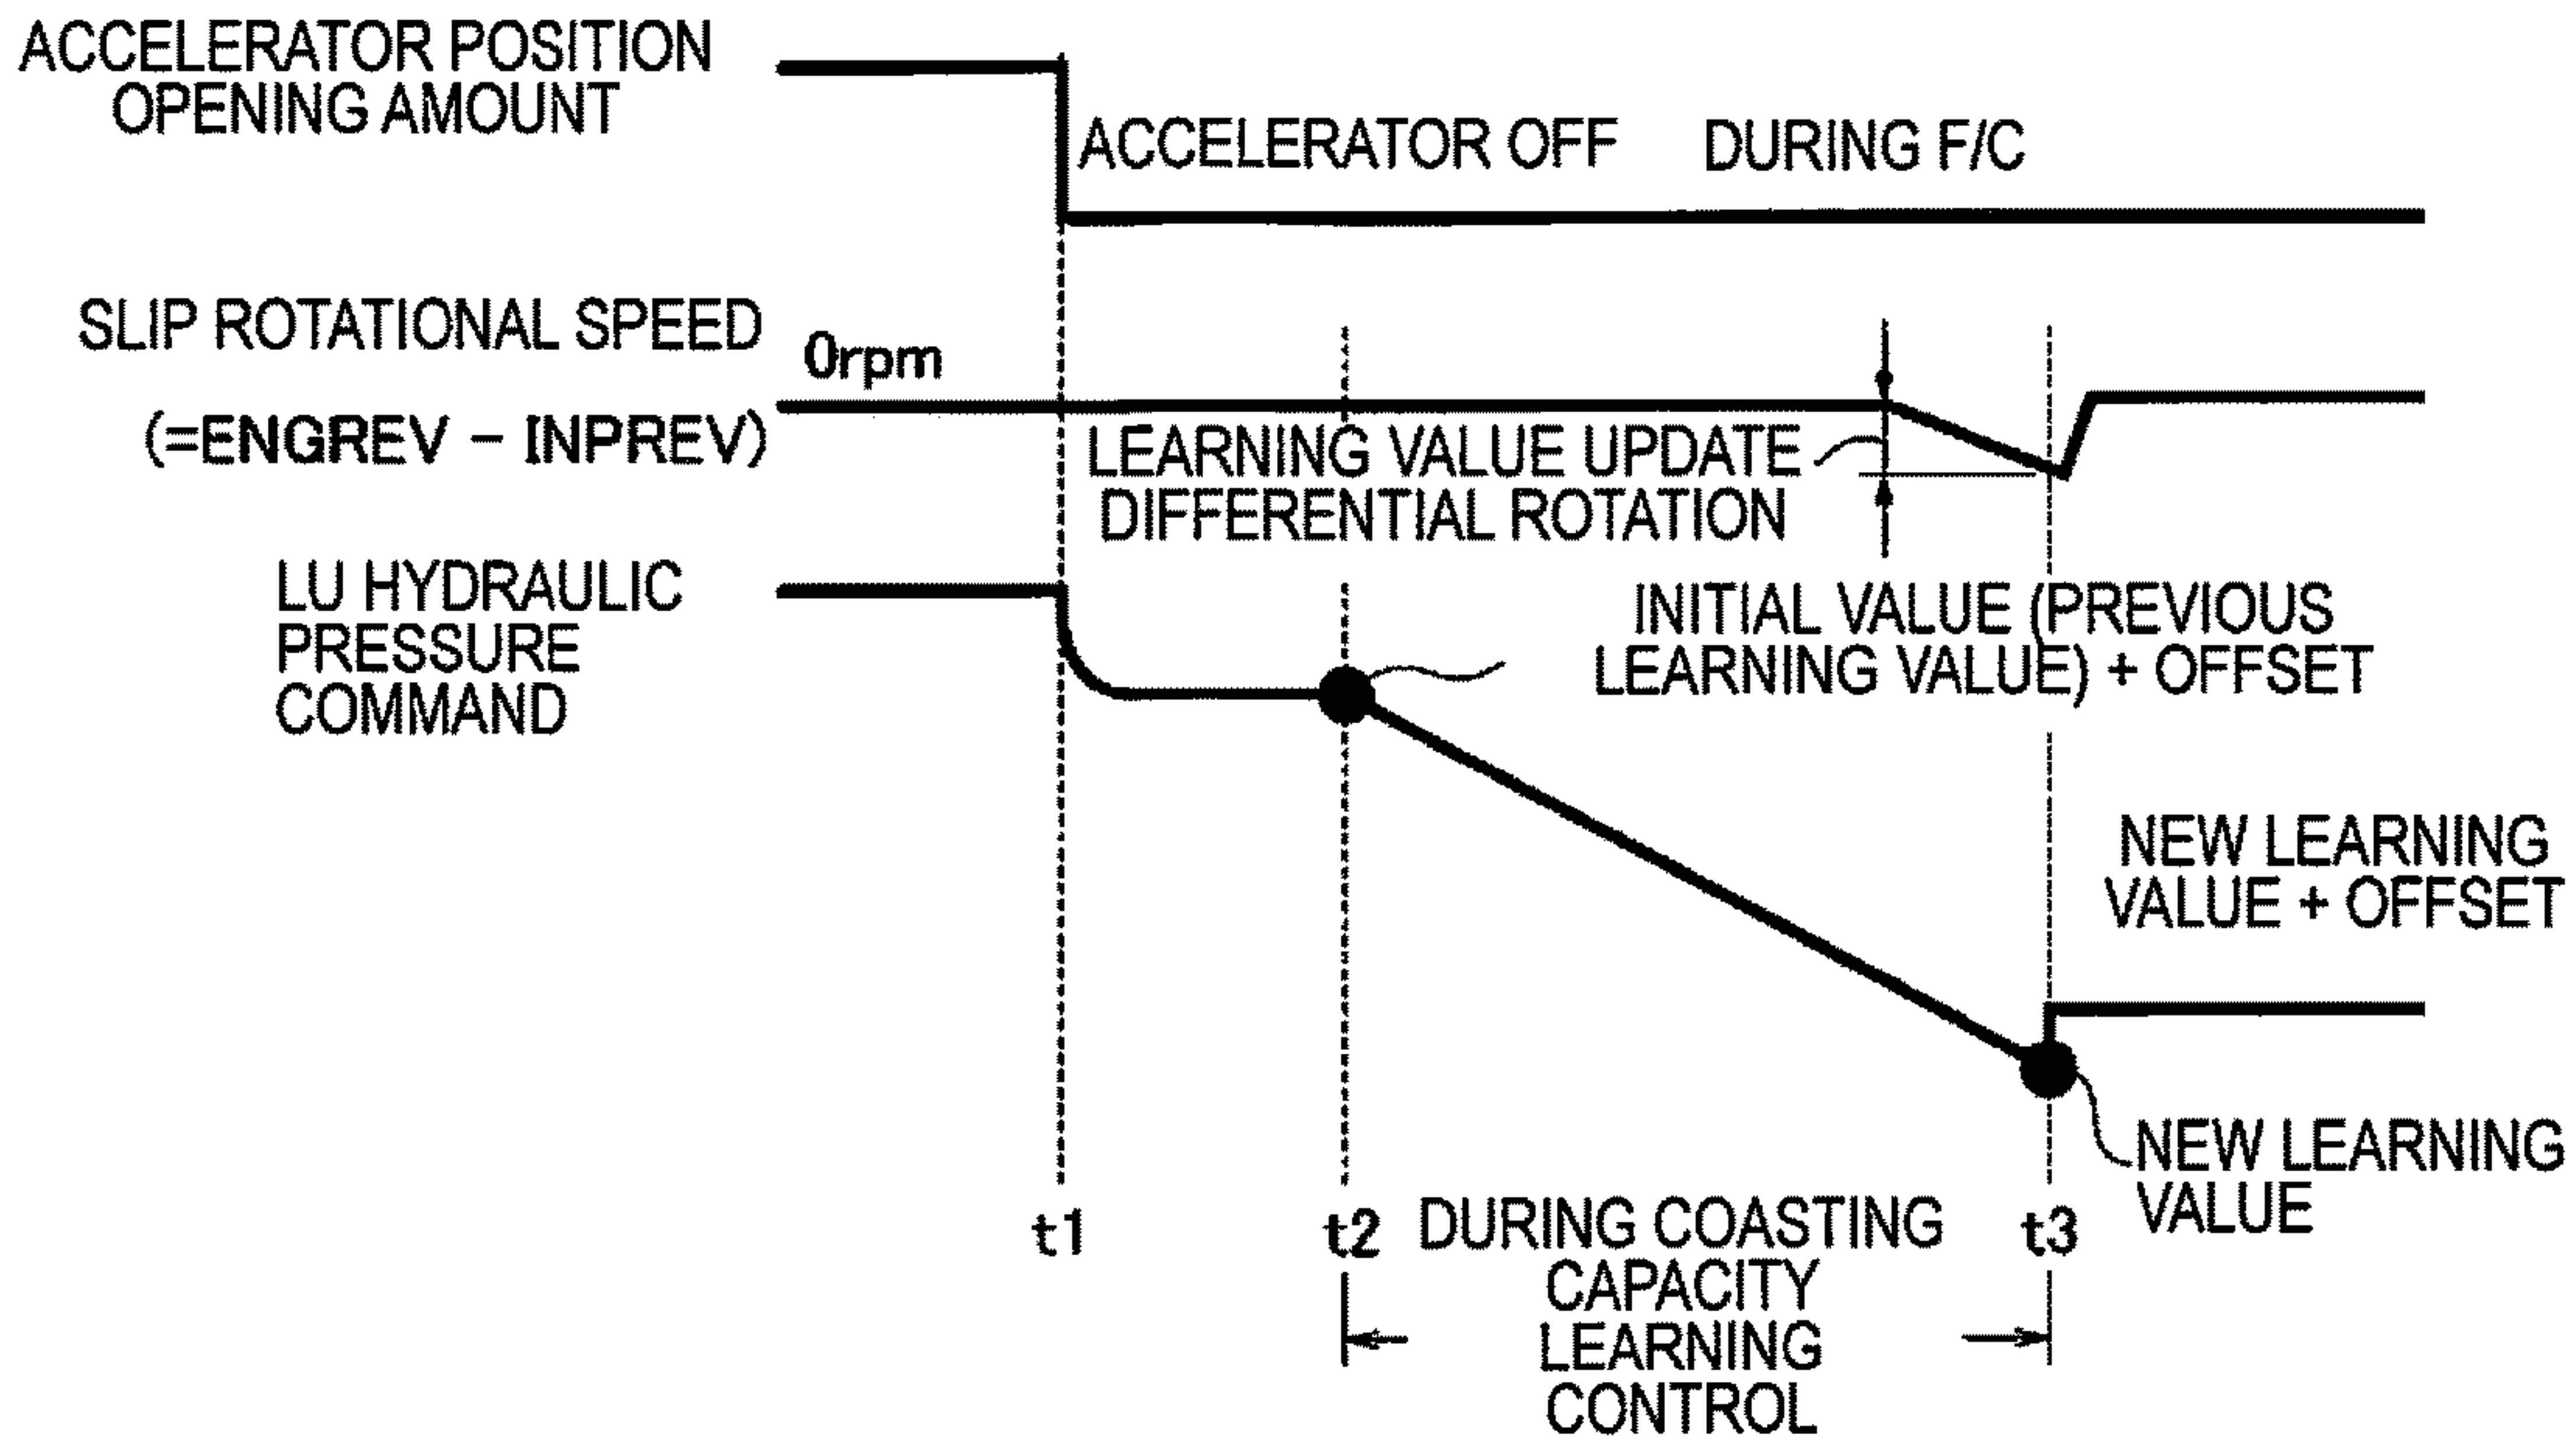 ACCELERATOR POSITION
OPENING AMOUNT
ACCELERATOR OFF
DURING F/C
SLIP ROTATIONAL SPEED
0rpm
(=ENGREV - INPREV)
LEARNING VALUE UPDATE
DIFFERENTIAL ROTATION
LU HYDRAULIC
PRESSURE
COMMAND
INITIAL VALUE (PREVIOUS
LEARNING VALUE) + OFFSET
NEW LEARNING
VALUE + OFFSET
NEW LEARNING
VALUE
t1
t2
t3
DURING COASTING
CAPACITY
LEARNING
CONTROL